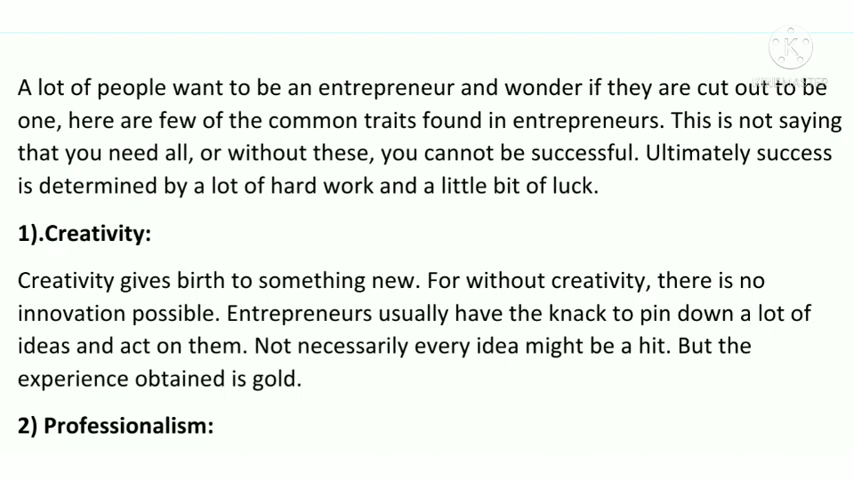 A lot of people want to be an entrepreneur and wonder if they are cut out to be
one, here are few of the common traits found in entrepreneurs. This is not saying
that you need all, or without these, you cannot be successful. Ultimately success
is determined by a lot of hard work and a little bit of luck.
1).Creativity:
Creativity gives birth to something new. For without creativity, there is no
innovation possible. Entrepreneurs usually have the knack to pin down a lot of
ideas and act on them. Not necessarily every idea might be a hit. But the
experience obtained is gold.
2) Professionalism: